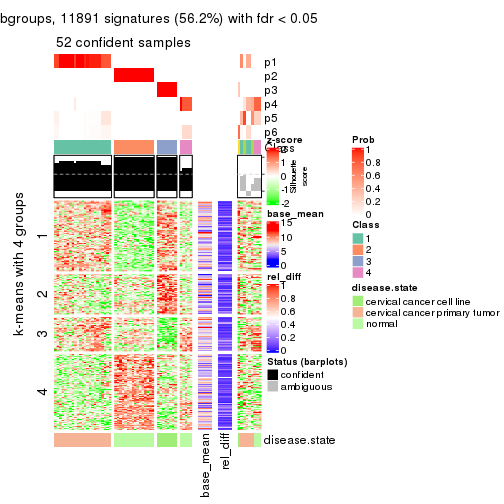 bgroups, 11891 signatures (56.2%) with fdr < 0.05
52 confident samples
p1
p2
p3
p4
p5
p6
Class
Silhouette
score
k-means with 4 groups
1
2
3
4
z-score
2
1
0
-1
-2
base_mean
15
10
5
0
rel_diff
1
0.8
0.6
0.4
0.2
0
Status (barplots)
confident
ambiguous
disease.state
base_mean
rel_diff
Prob
1
0.8
0.6
0.4
0.2
0
Class
1
2
3
4
disease.state
cervical cancer cell line
cervical cancer primary tumor
normal